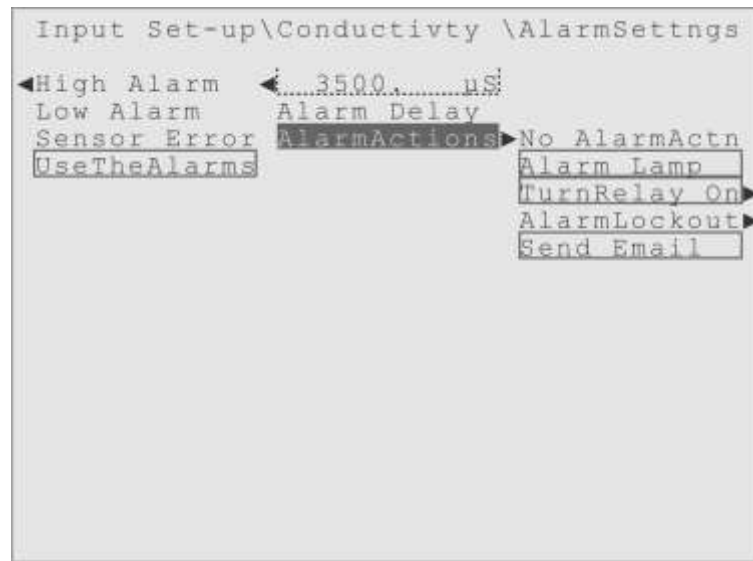 Input Set-up\Conductivty \AlarmSettngs
◀High Alarm ◀ 3500. µS
Low Alarm Alarm Delay
Sensor Error AlarmActions▶No AlarmActn
UseTheAlarms Alarm Lamp
TurnRelay On▶
AlarmLockout▶
Send Email